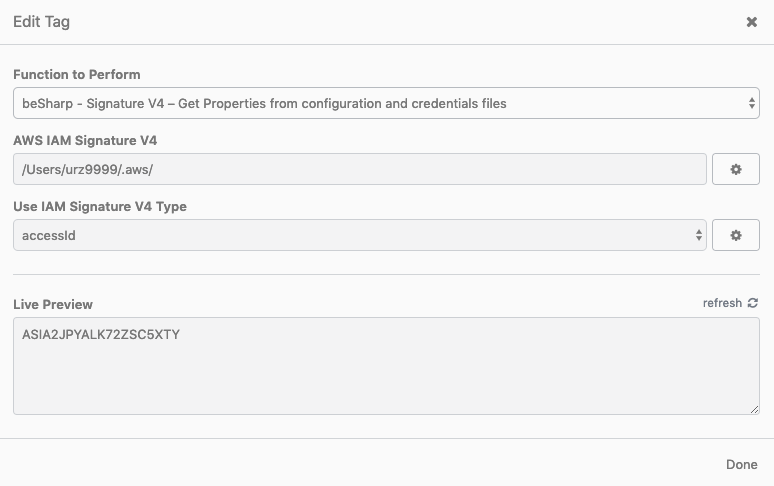 Edit Tag
Function to Perform
beSharp - Signature V4 – Get Properties from configuration and credentials files
AWS IAM Signature V4
/Users/urz9999/.aws/
Use IAM Signature V4 Type
accessId
Live Preview
refresh
ASIA2JPYALK72ZSC5XTY
Done